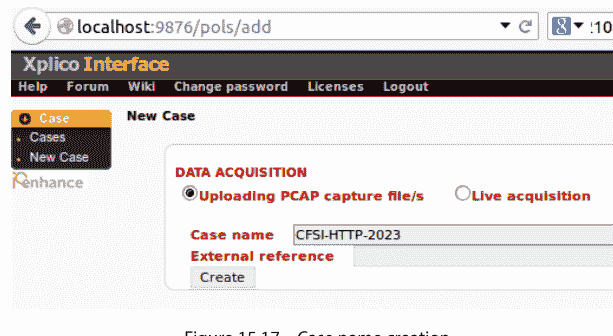 localhost:9876/pols/add
Xplico Interface
Help Forum Wiki Change password Licenses Logout
Case
Cases
New Case
enhance
New Case
DATA ACQUISITION
Uploading PCAP capture file/s Live acquisition
Case name CFSI-HTTP-2023
External reference
Create